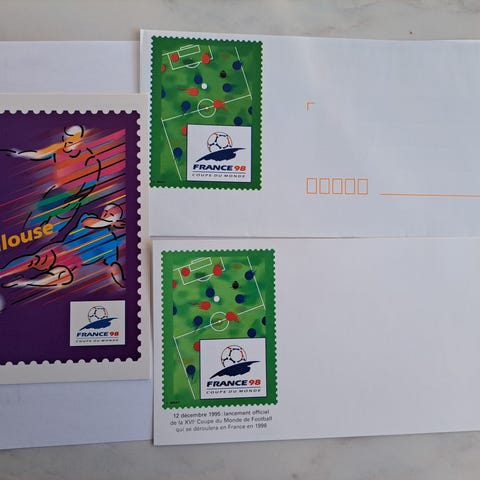 louse
FRANCE 98
COUPE DU MONDE
FRANCE 98
COUPE DU MONDE
FRANCE 98
COUPE DU MONDE
12 décembre 1995 : lancement officiel
de la XVIe Coupe du Monde de Football
qui se déroulera en France en 1998